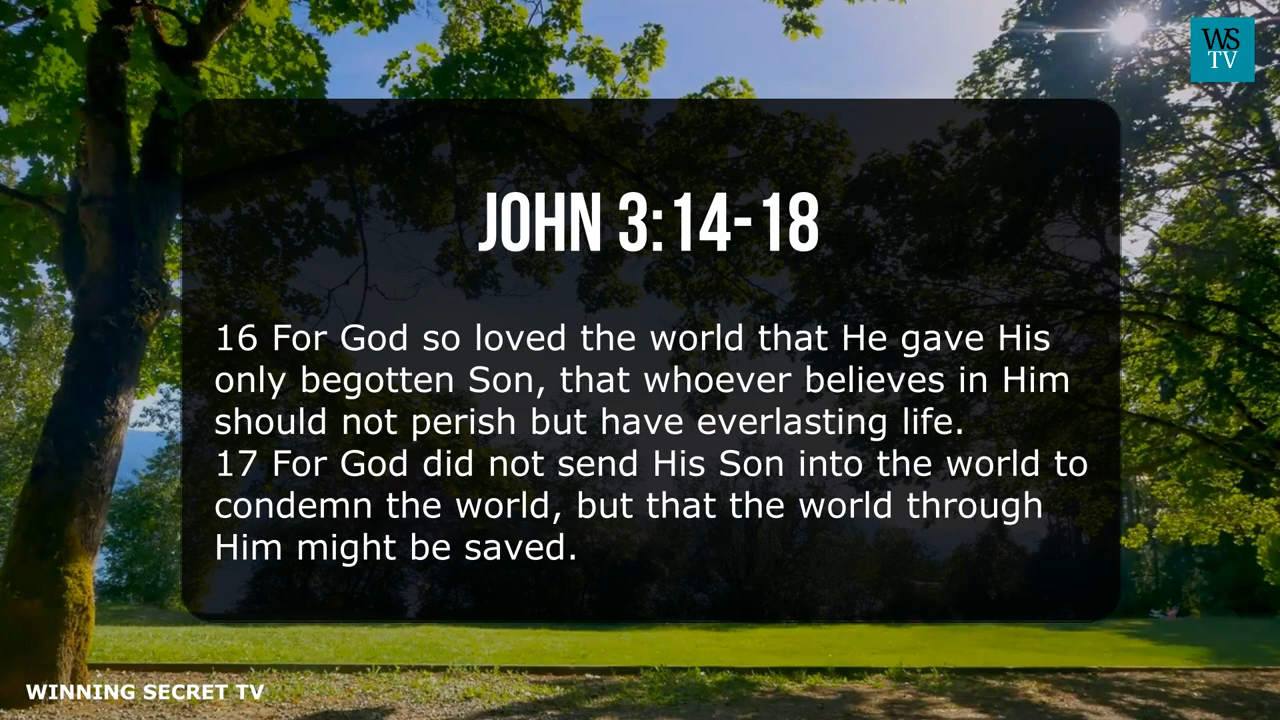 WS
TV
JOHN 3:14-18
16 For God so loved the world that He gave His
only begotten Son, that whoever believes in Him
should not perish but have everlasting life.
17 For God did not send His Son into the world to
condemn the world, but that the world through
Him might be saved.
WINNING SECRET TV